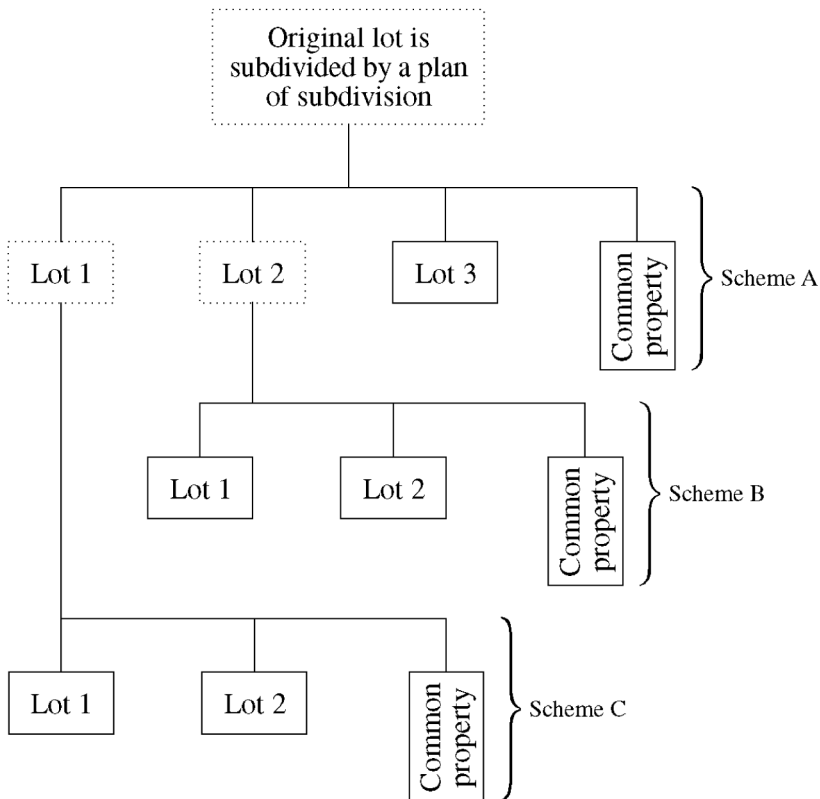 Original lot is
subdivided by a plan
of subdivision
Lot 1
Lot 2
Lot 3
Common
property
Scheme A
Lot 1
Lot 2
Common
property
Scheme B
Lot 1
Lot 2
Common
property
Scheme C